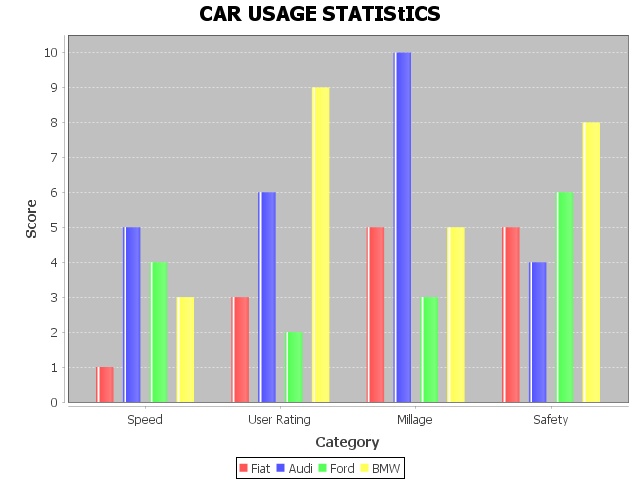 CAR USAGE STATIStICS
10
9
8
7
6
5
4
3
2
1
0
Score
Speed User Rating Millage Safety
Category
Fiat Audi Ford BMW